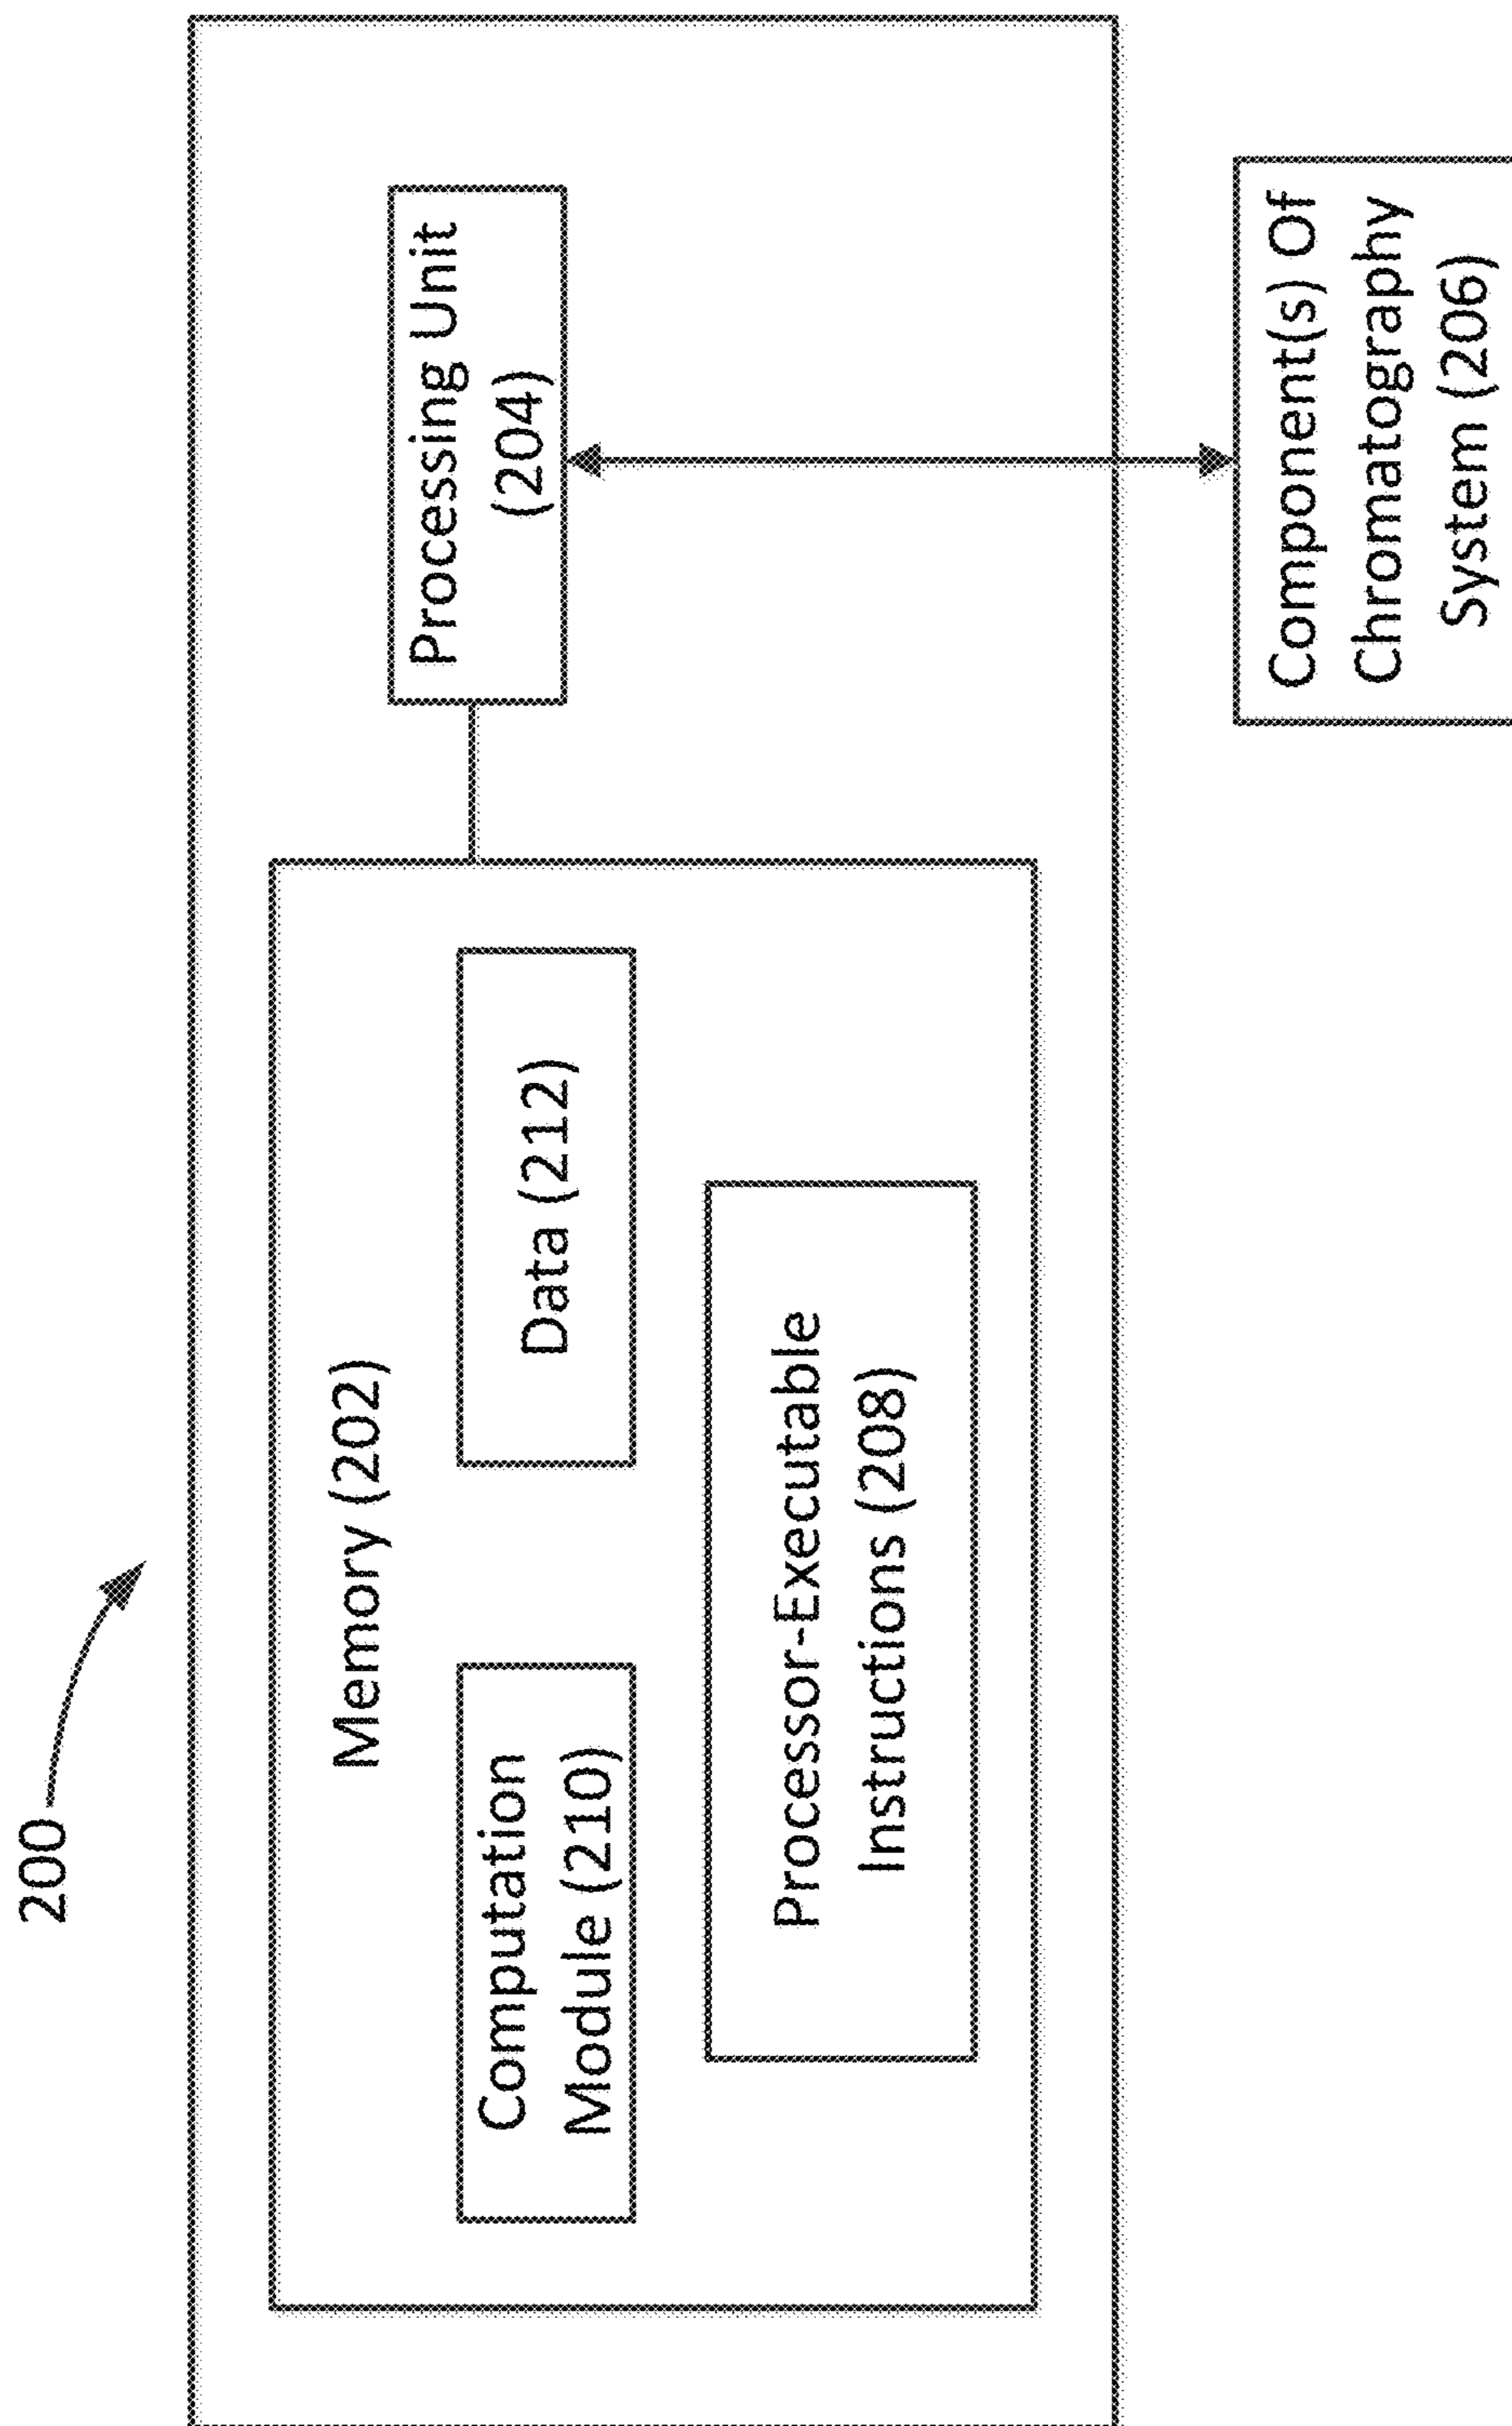 200
Memory (202)
Computation
Module (210)
Data (212)
Processor-Executable
Instructions (208)
Processing Unit
(204)
Component(s) Of
Chromatography
System (206)